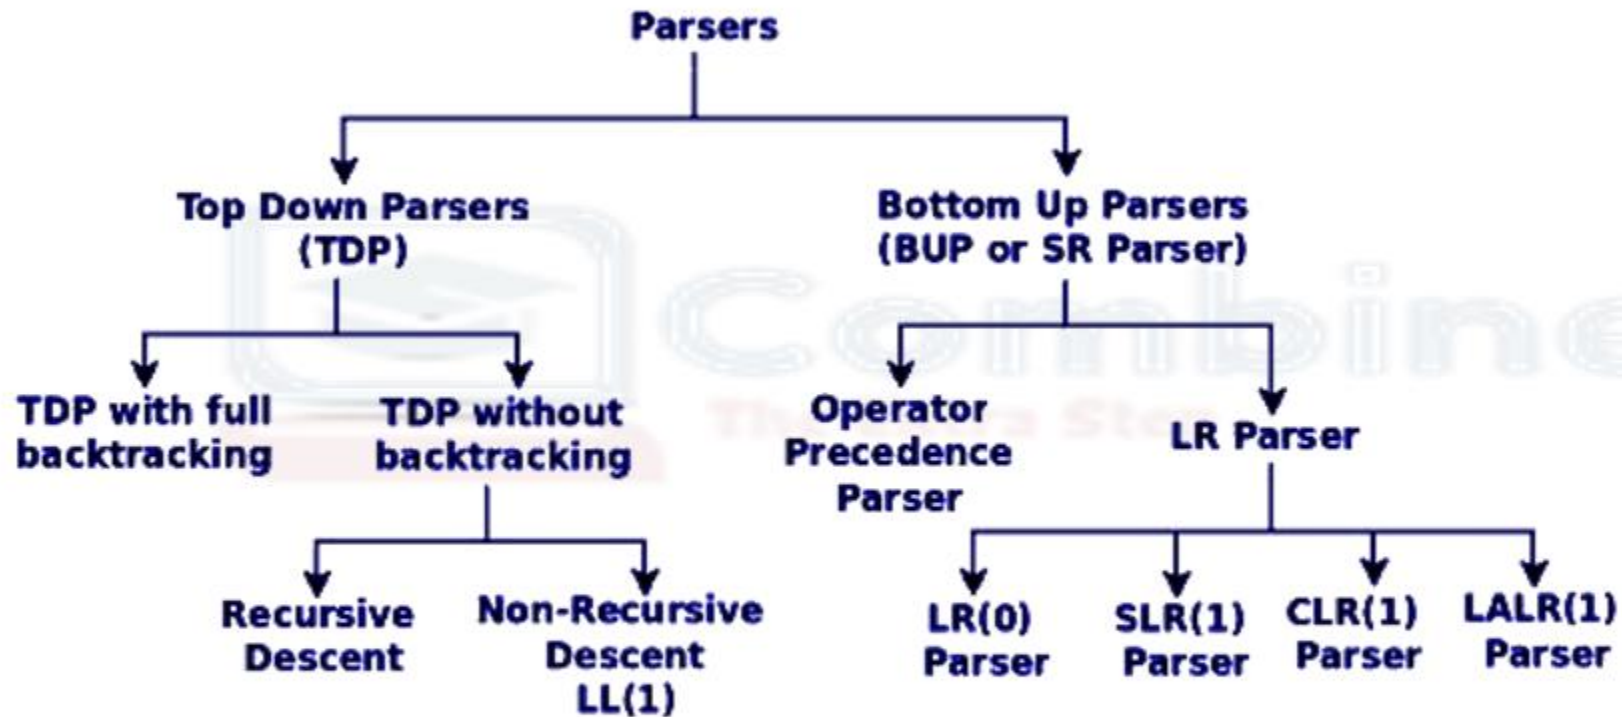 Parsers
Top Down Parsers
(TDP)
Bottom Up Parsers
(BUP or SR Parser)
TDP with full
backtracking
TDP without
backtracking
Operator
Precedence
Parser
LR Parser
Recursive
Descent
Non-Recursive
Descent
LL(1)
LR(0)
Parser
SLR(1)
Parser
CLR(1)
Parser
LALR(1)
Parser
Combine